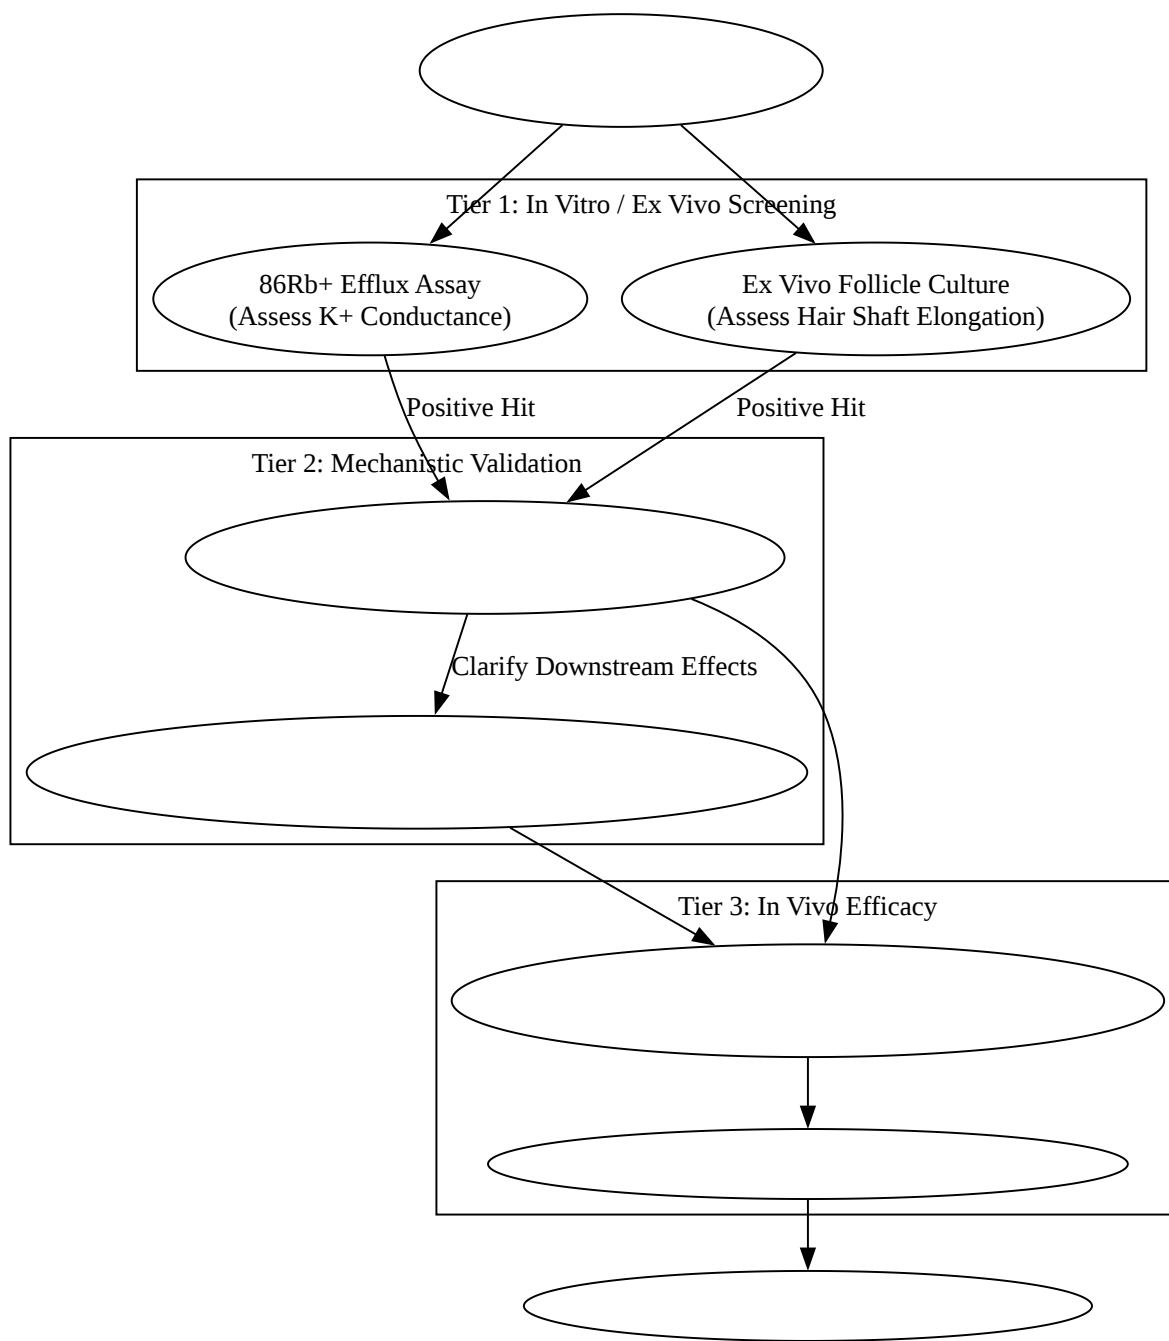 Tier 1: In Vitro / Ex Vivo Screening
86Rb+ Efflux Assay
(Assess K+ Conductance)
Ex Vivo Follicle Culture
(Assess Hair Shaft Elongation)
Positive Hit
Positive Hit
Tier 2: Mechanistic Validation
Clarify Downstream Effects
Tier 3: In Vivo Efficacy